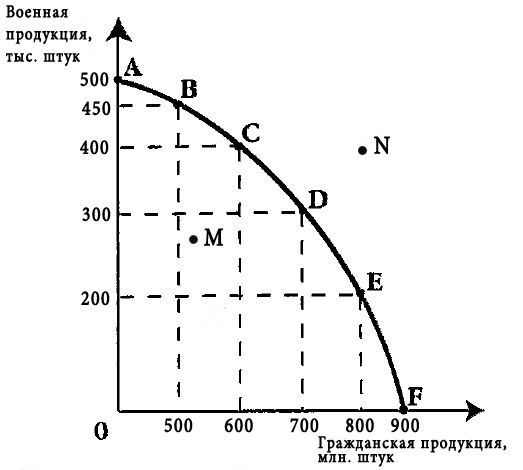 Военная
продукция,
тыс. штук
500
A
450
B
400
C
N
300
D
M
200
E
F
0
500 600 700 800 900
Гражданская продукция,
млн. штук